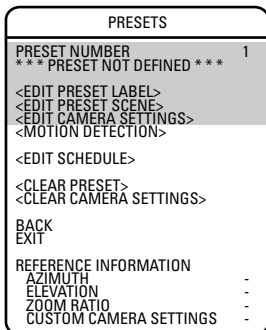 PRESETS
PRESET NUMBER 1
* * * PRESET NOT DEFINED * * *
<EDIT PRESET LABEL>
<EDIT PRESET SCENE>
<EDIT CAMERA SETTINGS>
<MOTION DETECTION>
<EDIT SCHEDULE>
<CLEAR PRESET>
<CLEAR CAMERA SETTINGS>
BACK
EXIT
REFERENCE INFORMATION
AZIMUTH -
ELEVATION -
ZOOM RATIO -
CUSTOM CAMERA SETTINGS -